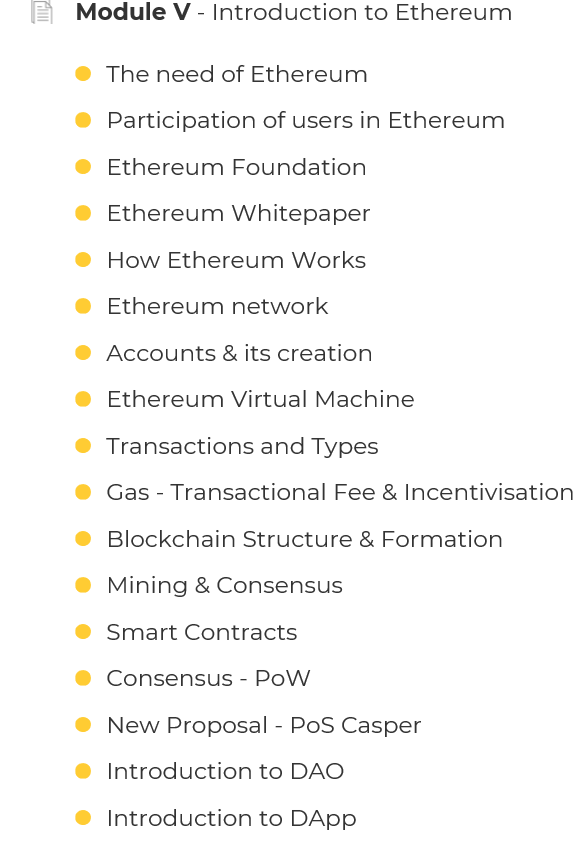 Module V - Introduction to Ethereum
The need of Ethereum
Participation of users in Ethereum
Ethereum Foundation
Ethereum Whitepaper
How Ethereum Works
Ethereum network
Accounts & its creation
Ethereum Virtual Machine
Transactions and Types
Gas - Transactional Fee & Incentivisation
Blockchain Structure & Formation
Mining & Consensus
Smart Contracts
Consensus - PoW
New Proposal - PoS Casper
Introduction to DAO
Introduction to DApp